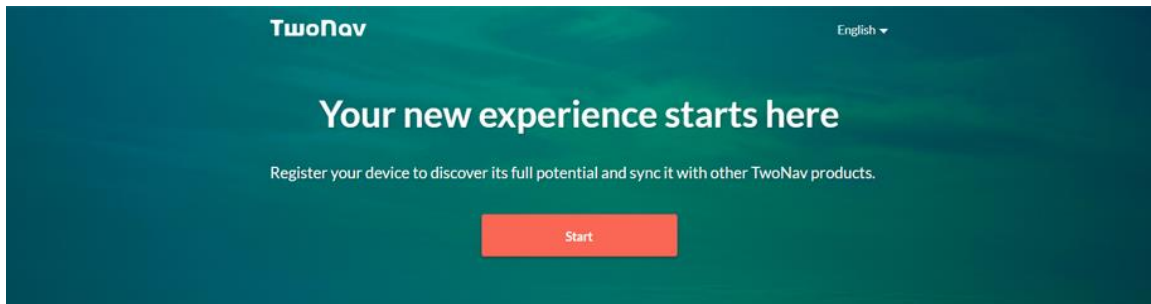 TwoNav
English
Your new experience starts here
Register your device to discover its full potential and sync it with other TwoNav products.
Start